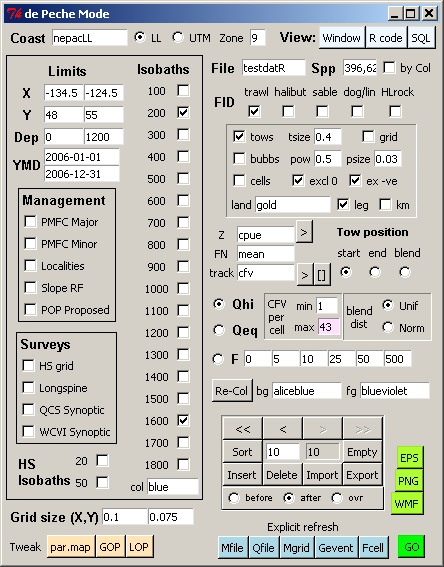 de Peche Mode
Coast nepacLL LL UTM Zone 9 View: Window R code SQL
Limits
X -134.5 -124.5
Y 48 55
Dep 0 1200
YMD 2006-01-01
2006-12-31
Management
PMFC Major
PMFC Minor
Localities
Slope RF
POP Proposed
Surveys
HS grid
Longspine
QCS Synoptic
WCVI Synoptic
HS Isobaths
20
50
Isobaths
100
200
300
400
500
600
700
800
900
1000
1100
1200
1300
1400
1500
1600
1700
1800
col blue
Grid size (X,Y) 0.1 0.075
Tweak par.map GOP LOP
File testdatR Spp 396,62 by Col
trawl halibut sable dog/lin HLrock
FID
tows tsize 0.4 grid
bubbs pow 0.5 psize 0.03
cells excl 0 ex -ve
land gold leg km
Z cpue >
FN mean
track cfv > []
Tow position
start end blend
Qhi
Qeq
CFV per cell
min 1
max 43
blend dist
Unif
Norm
F 0 5 10 25 50 500
Re-Col bg aliceblue fg blueviolet
<< < > >>
Sort 10 10 Empty
Insert Delete Import Export
before after ovr
EPS
PNG
WMF
Explicit refresh
Mfile Qfile Mgrid Gevent Fcell GO